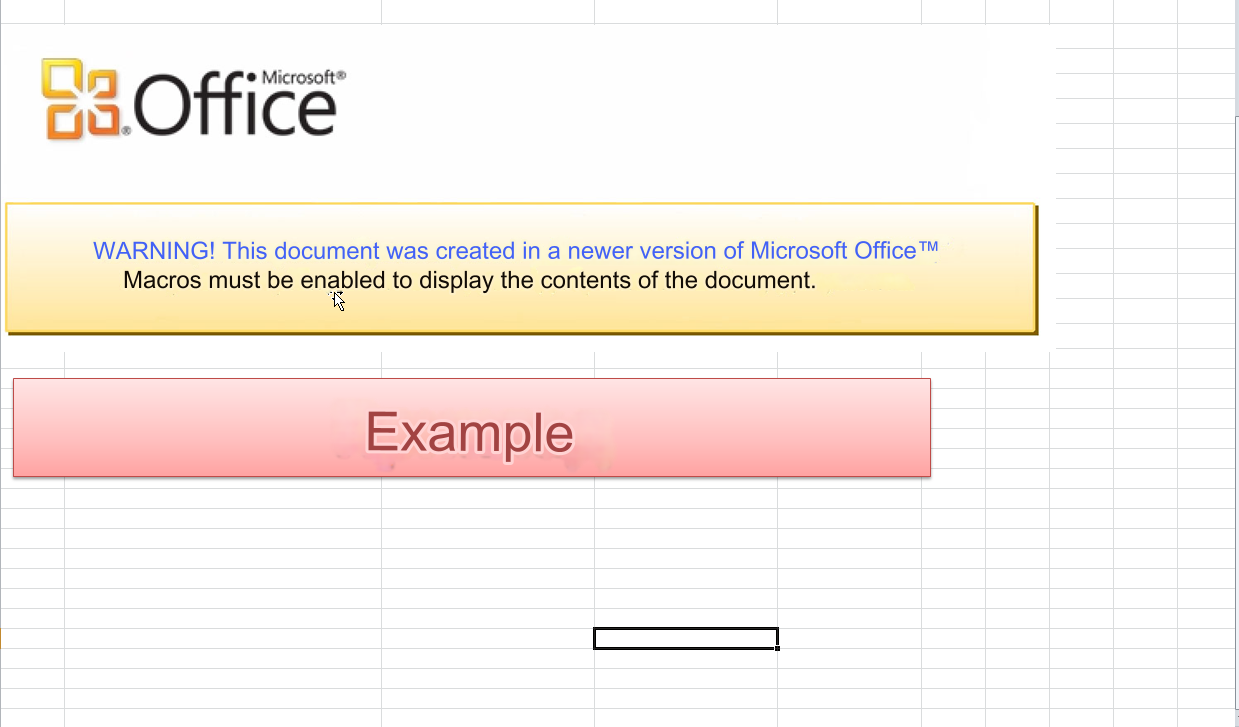 Microsoft®
Office
®
WARNING! This document was created in a newer version of Microsoft Office™
Macros must be enabled to display the contents of the document.
Example